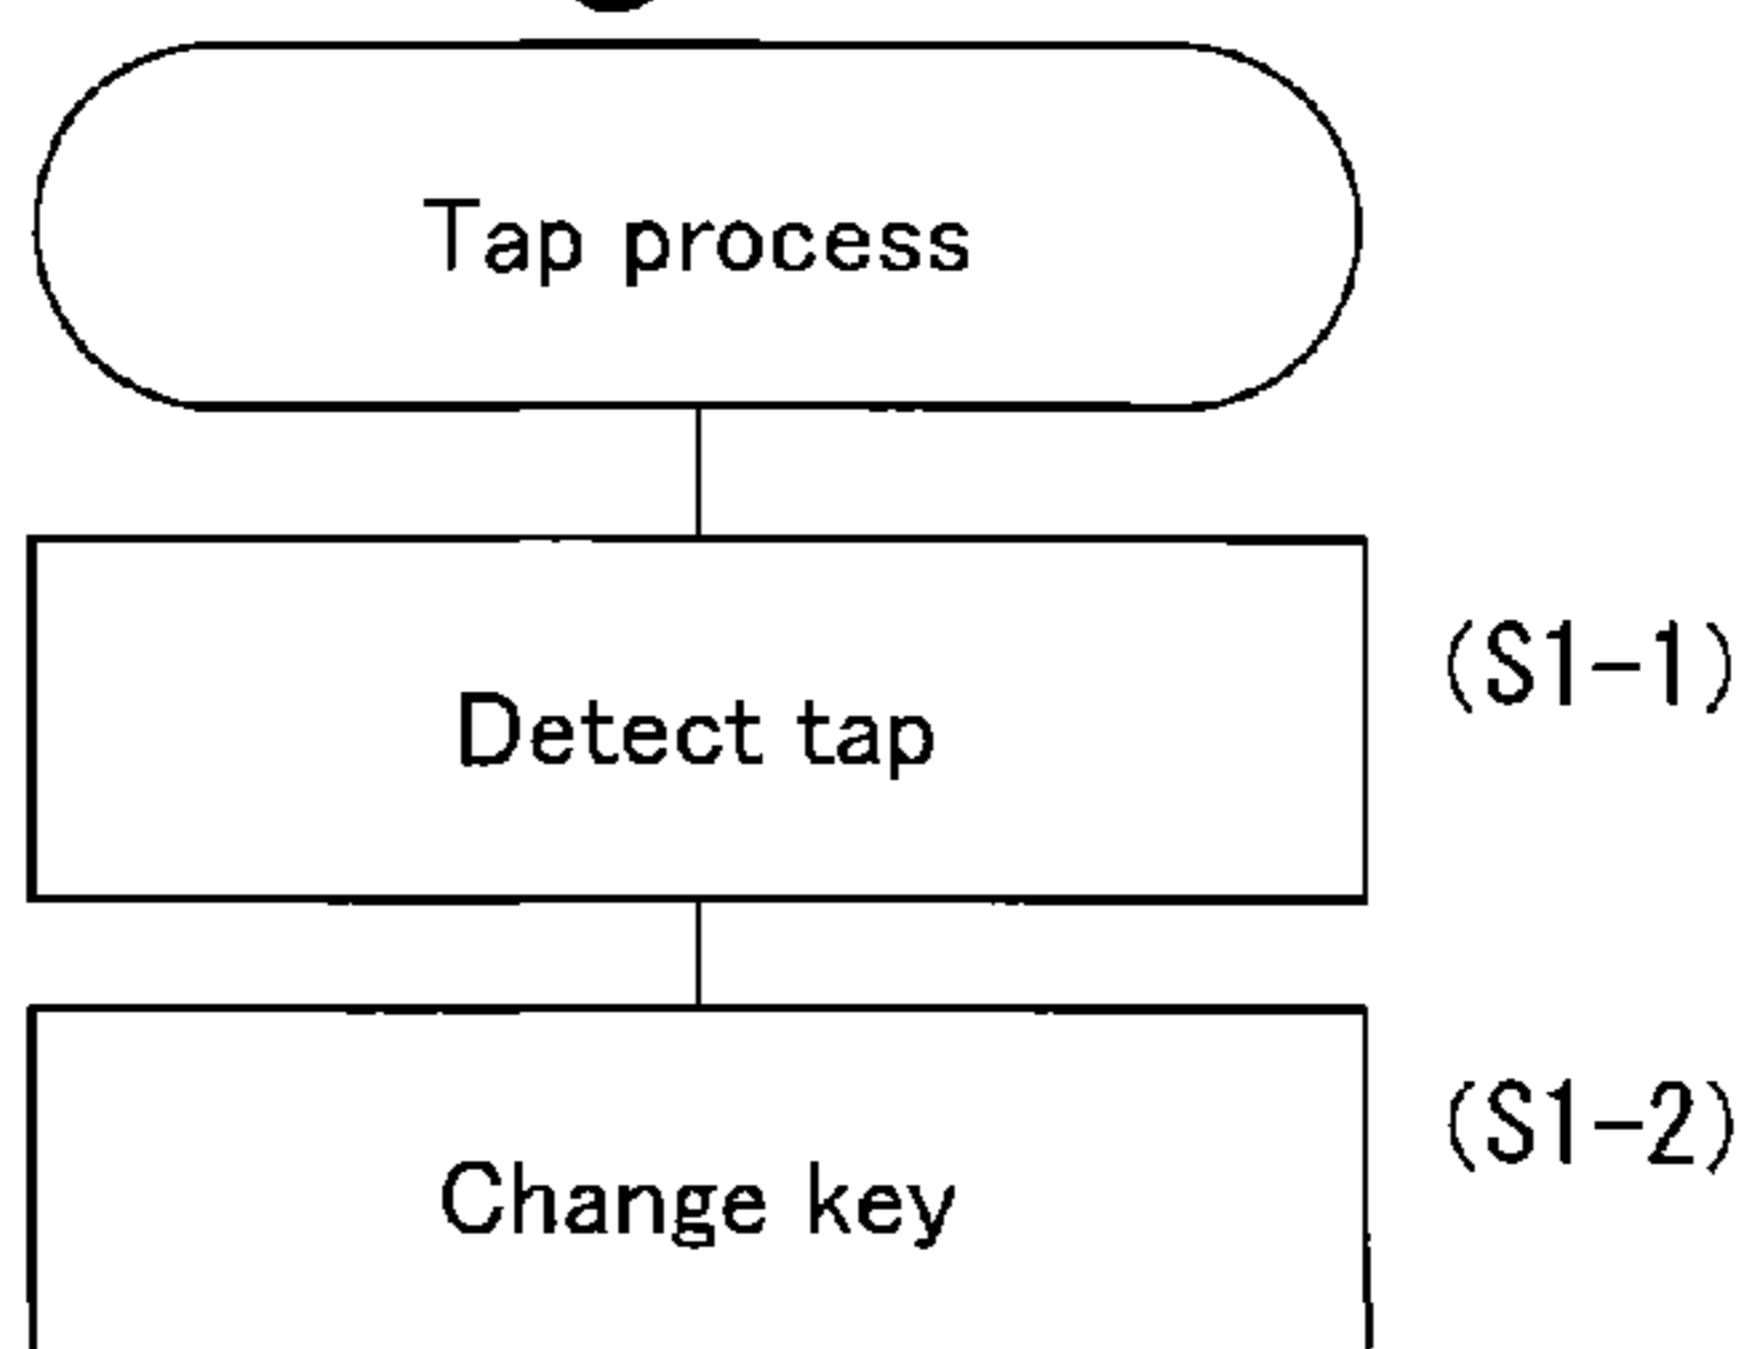 Tap process
Detect tap
(S1-1)
Change key
(S1-2)